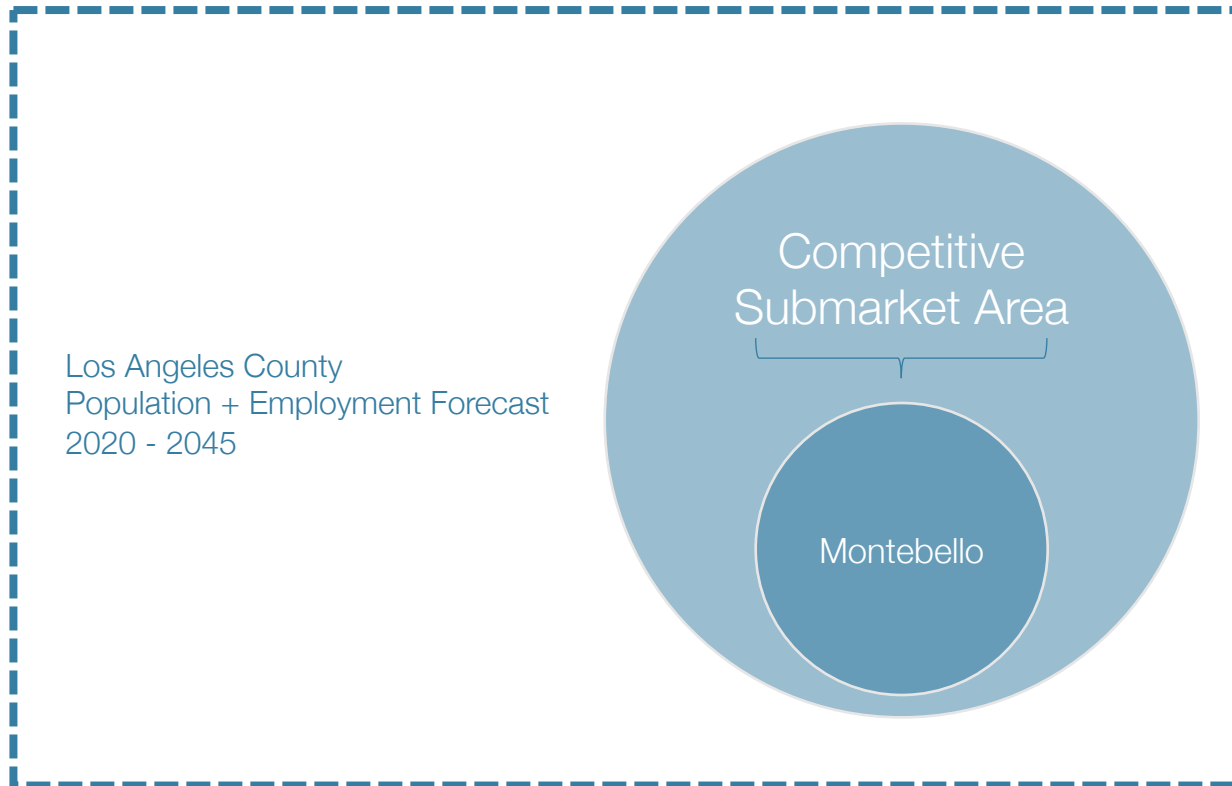 Los Angeles County
Population + Employment Forecast
2020 - 2045
Competitive
Submarket Area
Montebello